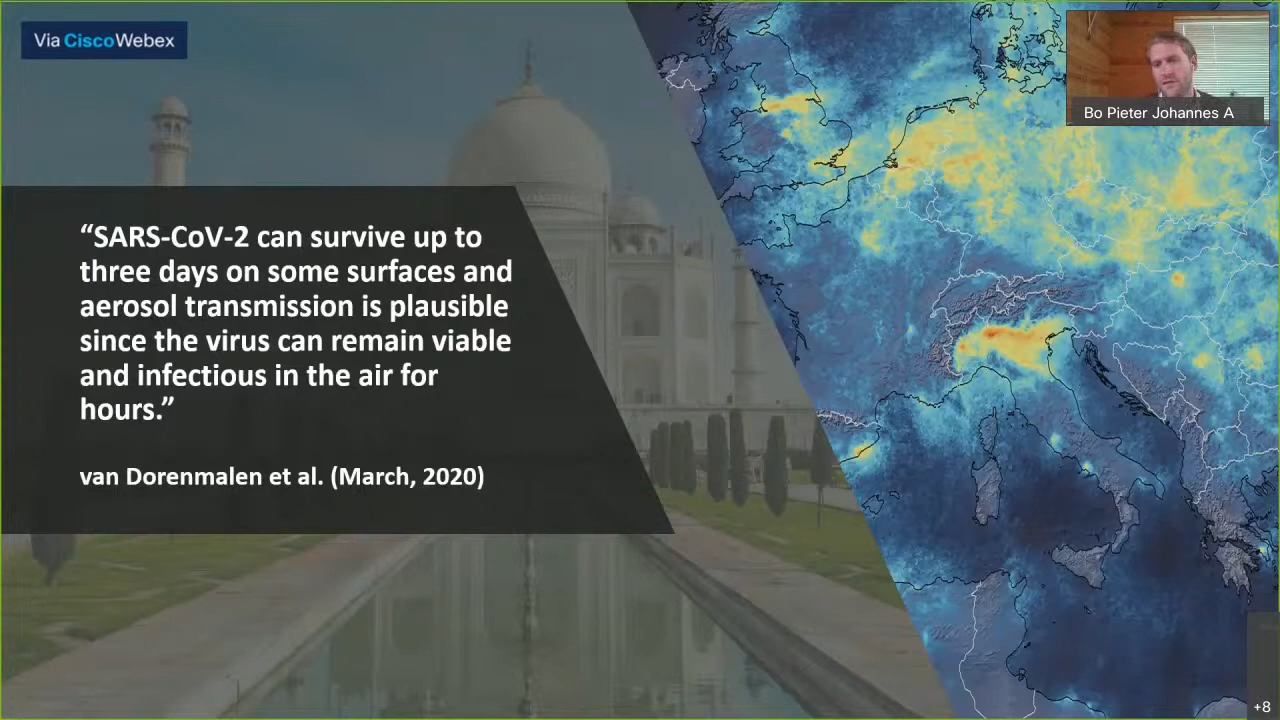 Via Cisco Webex
Bo Pieter Johannes A
“SARS-CoV-2 can survive up to
three days on some surfaces and
aerosol transmission is plausible
since the virus can remain viable
and infectious in the air for
hours.”
van Dorenmalen et al. (March, 2020)
+8